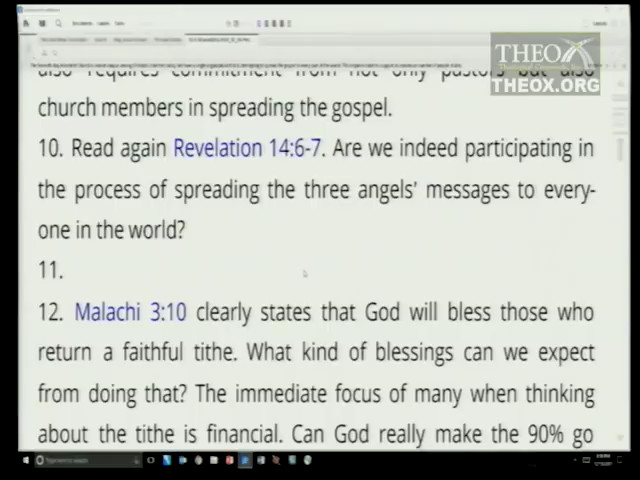 THEOX
THEOX.ORG
also requires commitment from not only pastors but also
church members in spreading the gospel.
10. Read again Revelation 14:6-7. Are we indeed participating in
the process of spreading the three angels' messages to every-
one in the world?
11.
12. Malachi 3:10 clearly states that God will bless those who
return a faithful tithe. What kind of blessings can we expect
from doing that? The immediate focus of many when thinking
about the tithe is financial. Can God really make the 90% go